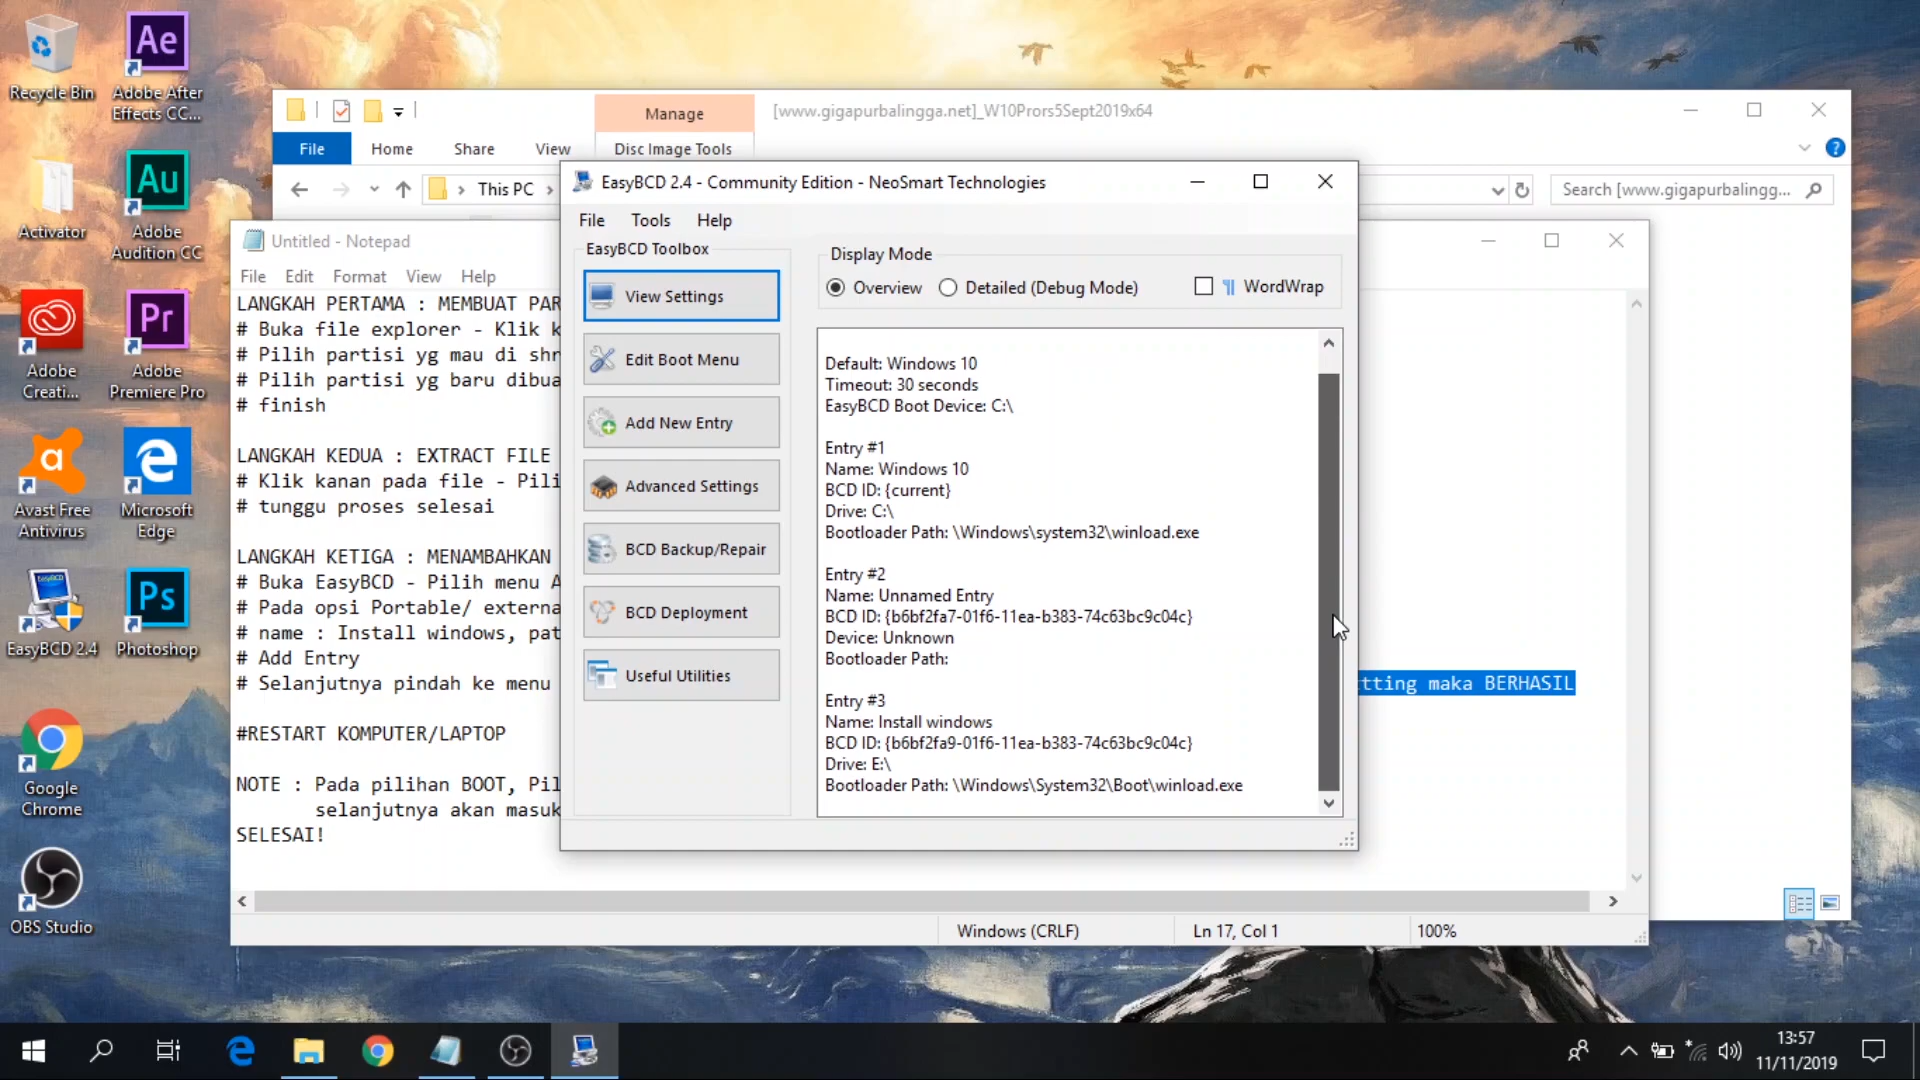 Recycle Bin
Adobe After
Effects CC...
Activator
Adobe
Audition CC
Adobe
Creati...
Adobe
Premiere Pro
Avast Free
Antivirus
Microsoft
Edge
EasyBCD 2.4
Photoshop
Google
Chrome
OBS Studio
Manage
[www.gigapurbalingga.net]_W10Prors5Sept2019x64
File
Home
Share
View
Disc Image Tools
This PC
Search [www.gigapurbalingg...
Untitled - Notepad
File
Edit
Format
View
Help
LANGKAH PERTAMA : MEMBUAT PAR
# Buka file explorer - Klik k
# Pilih partisi yg mau di shr
# Pilih partisi yg baru dibua
# finish
LANGKAH KEDUA : EXTRACT FILE
# Klik kanan pada file - Pili
# tunggu proses selesai
LANGKAH KETIGA : MENAMBAHKAN
# Buka EasyBCD - Pilih menu A
# Pada opsi Portable/ externa
# name : Install windows, pat
# Add Entry
# Selanjutnya pindah ke menu
tting maka BERHASIL
#RESTART KOMPUTER/LAPTOP
NOTE : Pada pilihan BOOT, Pil
selanjutnya akan masuk
SELESAI!
Windows (CRLF)
Ln 17, Col 1
100%
EasyBCD 2.4 - Community Edition - NeoSmart Technologies
File
Tools
Help
EasyBCD Toolbox
View Settings
Edit Boot Menu
Add New Entry
Advanced Settings
BCD Backup/Repair
BCD Deployment
Useful Utilities
Display Mode
Overview
Detailed (Debug Mode)
WordWrap
Default: Windows 10
Timeout: 30 seconds
EasyBCD Boot Device: C:\
Entry #1
Name: Windows 10
BCD ID: {current}
Drive: C:\
Bootloader Path: \Windows\system32\winload.exe
Entry #2
Name: Unnamed Entry
BCD ID: {b6bf2fa7-01f6-11ea-b383-74c63bc9c04c}
Device: Unknown
Bootloader Path:
Entry #3
Name: Install windows
BCD ID: {b6bf2fa9-01f6-11ea-b383-74c63bc9c04c}
Drive: E:\
Bootloader Path: \Windows\System32\Boot\winload.exe
13:57
11/11/2019